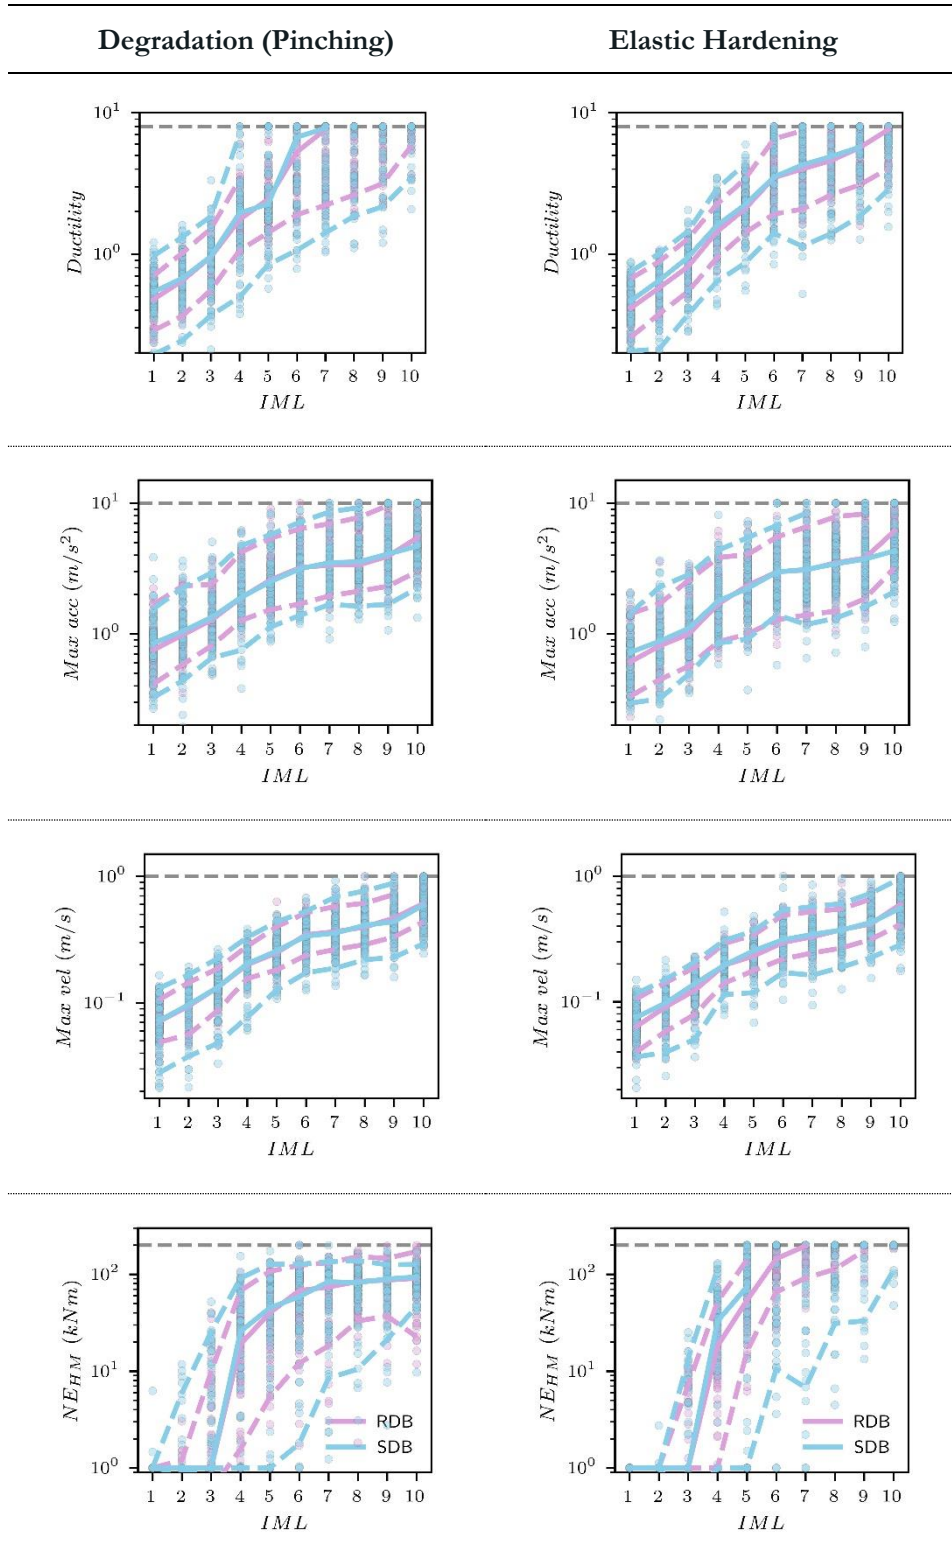 Degradation (Pinching) Elastic Hardening
10¹
10⁰
Ductility
1 2 3 4 5 6 7 8 9 10
IML
10¹
10⁰
Ductility
1 2 3 4 5 6 7 8 9 10
IML
10¹
10⁰
Max acc (m/s²)
1 2 3 4 5 6 7 8 9 10
IML
10¹
10⁰
Max acc (m/s²)
1 2 3 4 5 6 7 8 9 10
IML
10⁰
10⁻¹
Max vel (m/s)
1 2 3 4 5 6 7 8 9 10
IML
10⁰
10⁻¹
Max vel (m/s)
1 2 3 4 5 6 7 8 9 10
IML
10²
10¹
10⁰
NE_HM (kNm)
RDB
SDB
1 2 3 4 5 6 7 8 9 10
IML
10²
10¹
10⁰
NE_HM (kNm)
RDB
SDB
1 2 3 4 5 6 7 8 9 10
IML